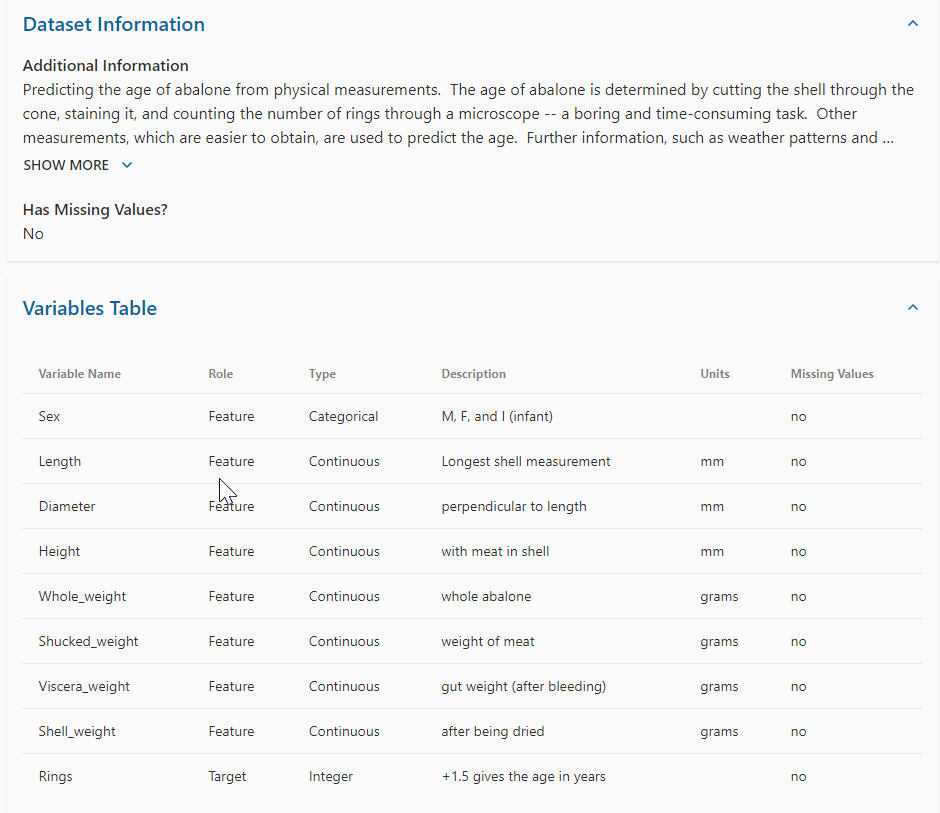 Dataset Information
Additional Information
Predicting the age of abalone from physical measurements.  The age of abalone is determined by cutting the shell through the
cone, staining it, and counting the number of rings through a microscope -- a boring and time-consuming task.  Other
measurements, which are easier to obtain, are used to predict the age.  Further information, such as weather patterns and ...
SHOW MORE
Has Missing Values?
No
Variables Table
Variable Name Role Type Description Units Missing Values
Sex Feature Categorical M, F, and I (infant) no
Length Feature Continuous Longest shell measurement mm no
Diameter Feature Continuous perpendicular to length mm no
Height Feature Continuous with meat in shell mm no
Whole_weight Feature Continuous whole abalone grams no
Shucked_weight Feature Continuous weight of meat grams no
Viscera_weight Feature Continuous gut weight (after bleeding) grams no
Shell_weight Feature Continuous after being dried grams no
Rings Target Integer +1.5 gives the age in years no